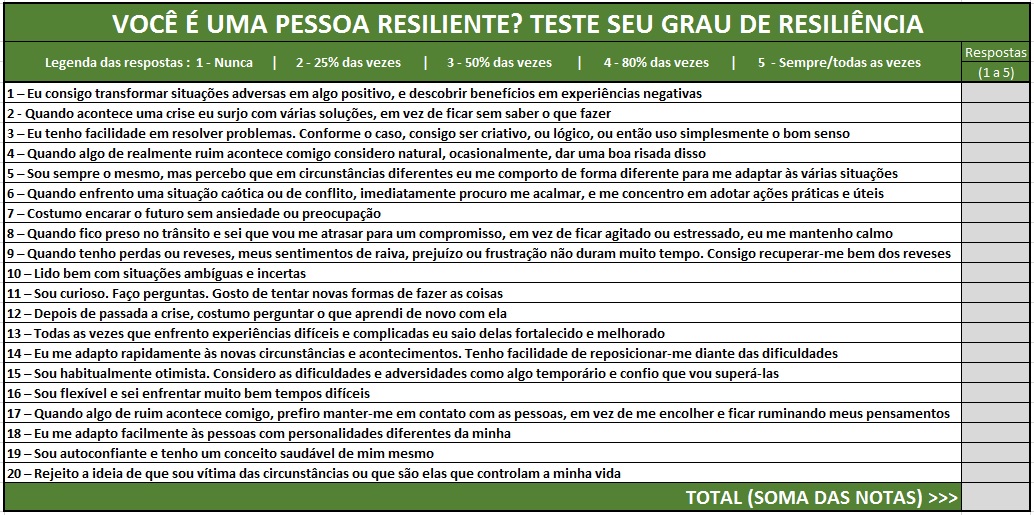 VOCÊ É UMA PESSOA RESILIENTE? TESTE SEU GRAU DE RESILIÊNCIA
Legenda das respostas : 1 - Nunca | 2 - 25% das vezes | 3 - 50% das vezes | 4 - 80% das vezes | 5 - Sempre/todas as vezes
Respostas
(1 a 5)
1 – Eu consigo transformar situações adversas em algo positivo, e descobrir benefícios em experiências negativas
2 - Quando acontece uma crise eu surjo com várias soluções, em vez de ficar sem saber o que fazer
3 – Eu tenho facilidade em resolver problemas. Conforme o caso, consigo ser criativo, ou lógico, ou então uso simplesmente o bom senso
4 – Quando algo de realmente ruim acontece comigo considero natural, ocasionalmente, dar uma boa risada disso
5 – Sou sempre o mesmo, mas percebo que em circunstâncias diferentes eu me comporto de forma diferente para me adaptar às várias situações
6 – Quando enfrento uma situação caótica ou de conflito, imediatamente procuro me acalmar, e me concentro em adotar ações práticas e úteis
7 – Costumo encarar o futuro sem ansiedade ou preocupação
8 – Quando fico preso no trânsito e sei que vou me atrasar para um compromisso, em vez de ficar agitado ou estressado, eu me mantenho calmo
9 – Quando tenho perdas ou reveses, meus sentimentos de raiva, prejuízo ou frustração não duram muito tempo. Consigo recuperar-me bem dos reveses
10 – Lido bem com situações ambíguas e incertas
11 – Sou curioso. Faço perguntas. Gosto de tentar novas formas de fazer as coisas
12 – Depois de passada a crise, costumo perguntar o que aprendi de novo com ela
13 – Todas as vezes que enfrento experiências difíceis e complicadas eu saio delas fortalecido e melhorado
14 – Eu me adapto rapidamente às novas circunstâncias e acontecimentos. Tenho facilidade de reposicionar-me diante das dificuldades
15 – Sou habitualmente otimista. Considero as dificuldades e adversidades como algo temporário e confio que vou superá-las
16 – Sou flexível e sei enfrentar muito bem tempos difíceis
17 – Quando algo de ruim acontece comigo, prefiro manter-me em contato com as pessoas, em vez de me encolher e ficar ruminando meus pensamentos
18 – Eu me adapto facilmente às pessoas com personalidades diferentes da minha
19 – Sou autoconfiante e tenho um conceito saudável de mim mesmo
20 – Rejeito a ideia de que sou vítima das circunstâncias ou que são elas que controlam a minha vida
TOTAL (SOMA DAS NOTAS) >>>